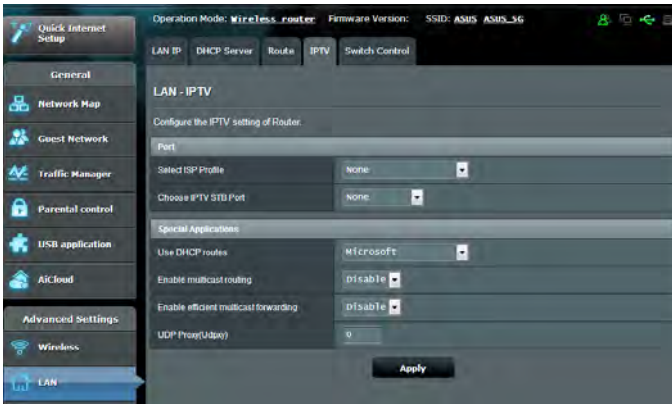 Quick Internet
Setup
Operation Mode: Wireless router Firmware Version: SSID: ASUS ASUS_5G
LAN IP DHCP Server Route IPTV Switch Control
General
Network Map
Guest Network
Traffic Manager
Parental control
USB application
AiCloud
Advanced Settings
Wireless
LAN
LAN - IPTV
Configure the IPTV setting of Router.
Port
Select ISP Profile None
Choose IPTV STB Port None
Special Applications
Use DHCP routes Microsoft
Enable multicast routing Disable
Enable efficient multicast forwarding Disable
UDP Proxy(Udpxy) 0
Apply